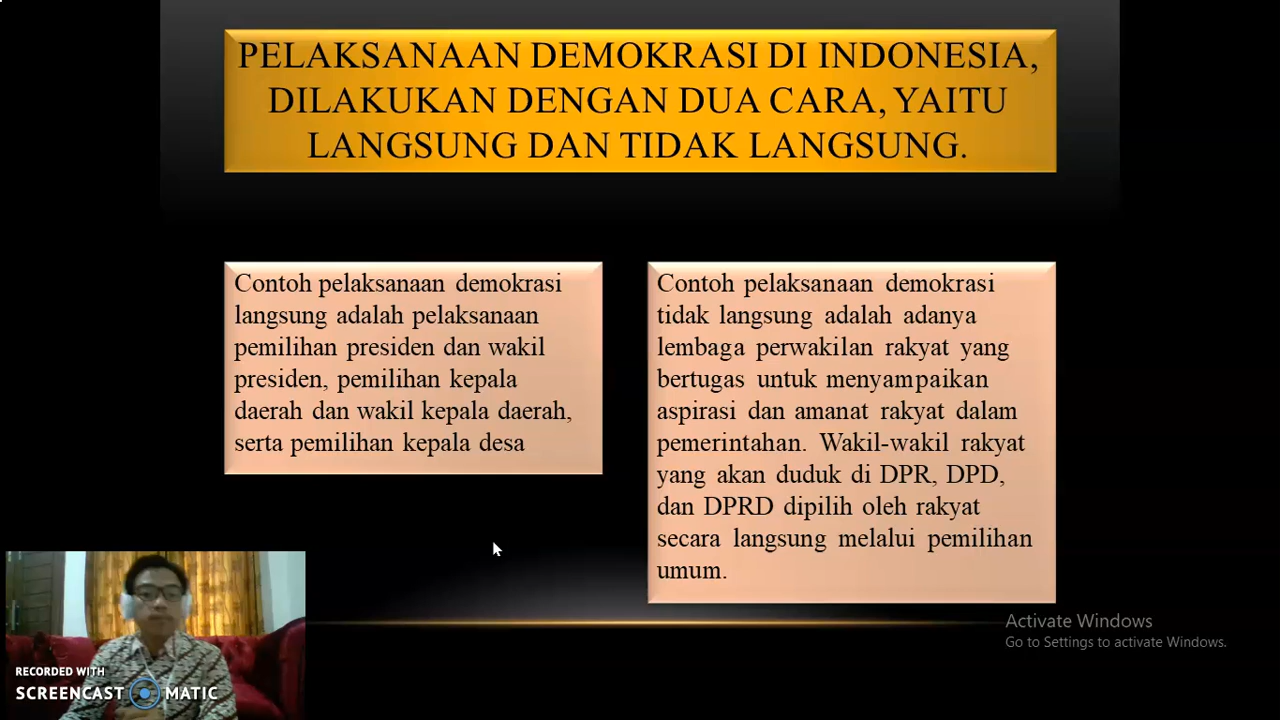 PELAKSANAAN DEMOKRASI DI INDONESIA,
DILAKUKAN DENGAN DUA CARA, YAITU
LANGSUNG DAN TIDAK LANGSUNG.
Contoh pelaksanaan demokrasi
langsung adalah pelaksanaan
pemilihan presiden dan wakil
presiden, pemilihan kepala
daerah dan wakil kepala daerah,
serta pemilihan kepala desa
Contoh pelaksanaan demokrasi
tidak langsung adalah adanya
lembaga perwakilan rakyat yang
bertugas untuk menyampaikan
aspirasi dan amanat rakyat dalam
pemerintahan. Wakil-wakil rakyat
yang akan duduk di DPR, DPD,
dan DPRD dipilih oleh rakyat
secara langsung melalui pemilihan
umum.
Activate Windows
Go to Settings to activate Windows.
RECORDED WITH
SCREENCAST MATIC